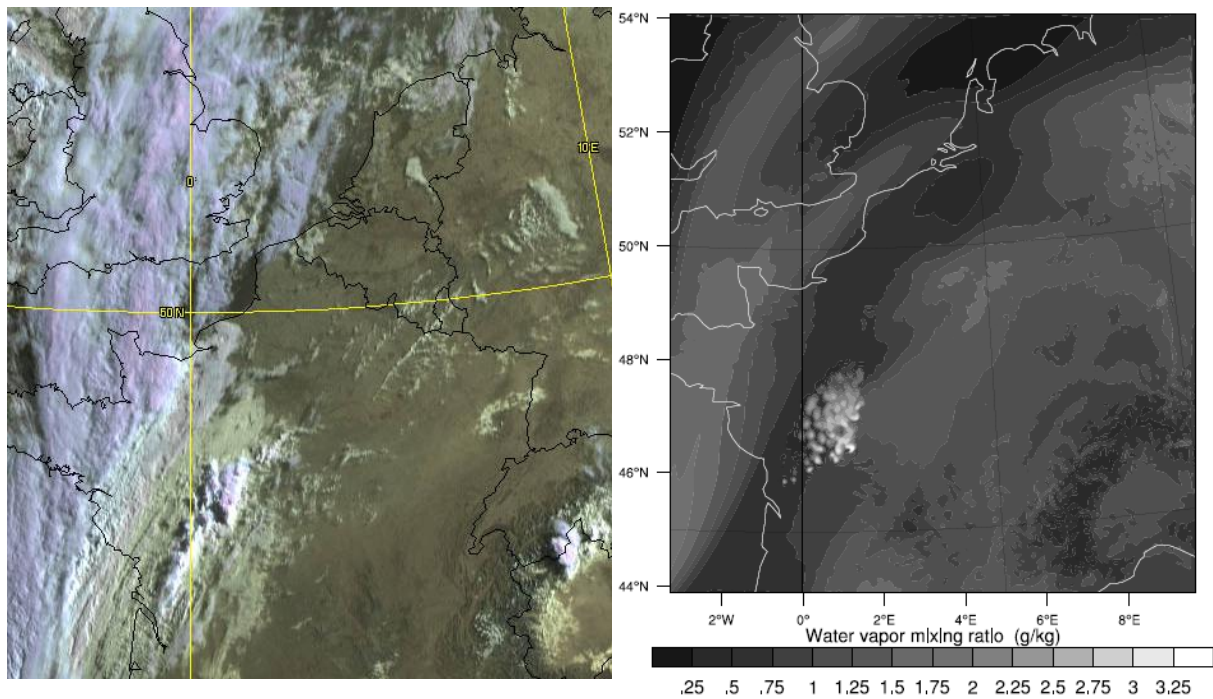 10E
0°
50N
54°N
52°N
50°N
48°N
46°N
44°N
2°W 0° 2°E 4°E 6°E 8°E
Water vapor mixing ratio (g/kg)
.25 .5 .75 1 1.25 1.5 1.75 2 2.25 2.5 2.75 3 3.25